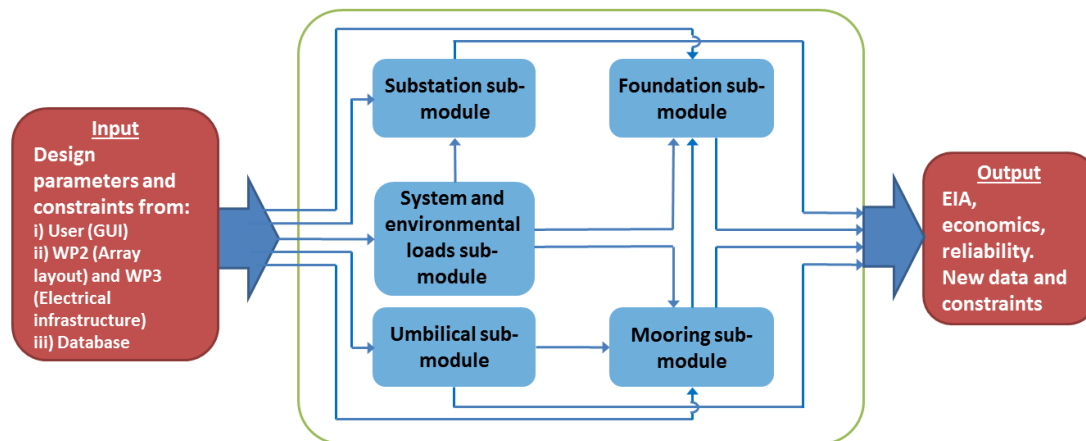 Input
Design
parameters and
constraints from:
i) User (GUI)
ii) WP2 (Array
layout) and WP3
(Electrical
infrastructure)
iii) Database
Substation sub-
module
Foundation sub-
module
System and
environmental
loads sub-
module
Umbilical sub-
module
Mooring sub-
module
Output
EIA,
economics,
reliability.
New data and
constraints